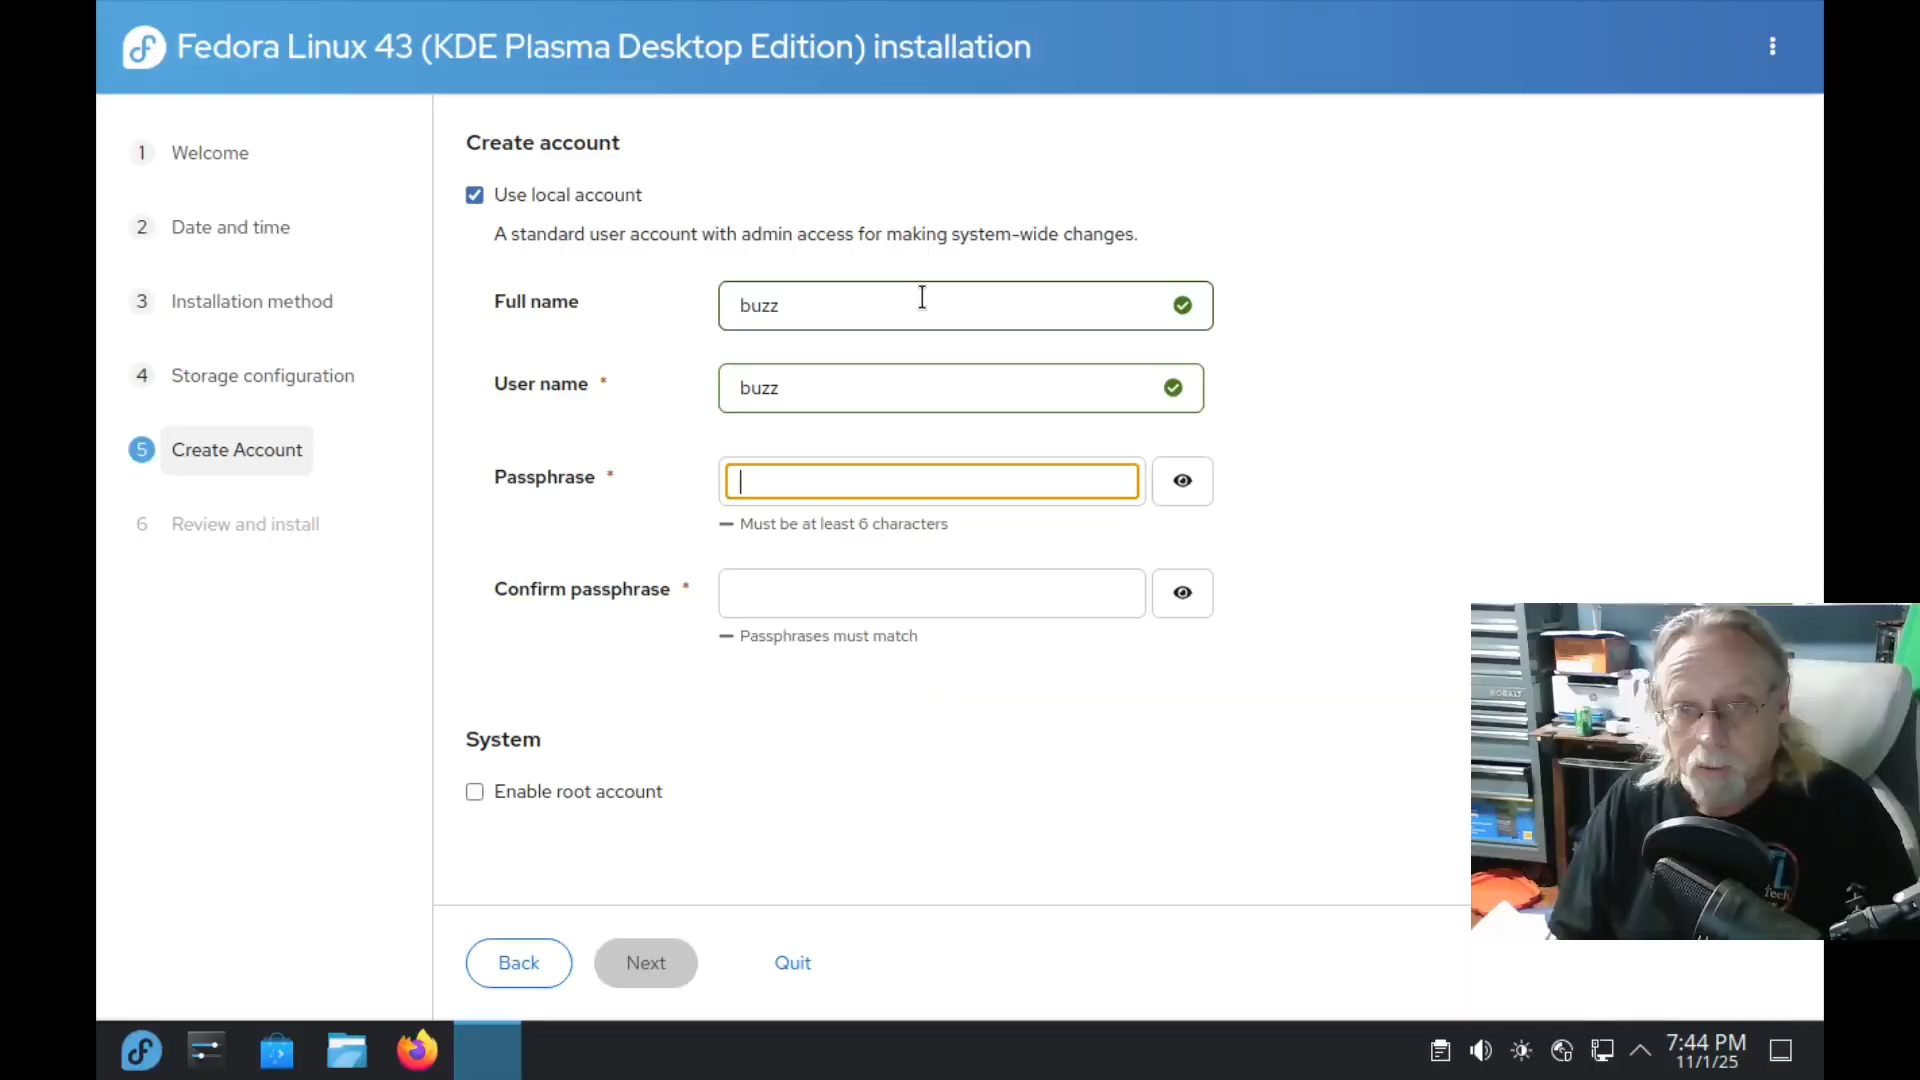 Fedora Linux 43 (KDE Plasma Desktop Edition) installation
1 Welcome
2 Date and time
3 Installation method
4 Storage configuration
5 Create Account
6 Review and install
Create account
Use local account
A standard user account with admin access for making system-wide changes.
Full name
buzz
User name *
buzz
Passphrase *
Must be at least 6 characters
Confirm passphrase *
Passphrases must match
System
Enable root account
Back
Next
Quit
KOBALT
Tech
7:44 PM
11/1/25